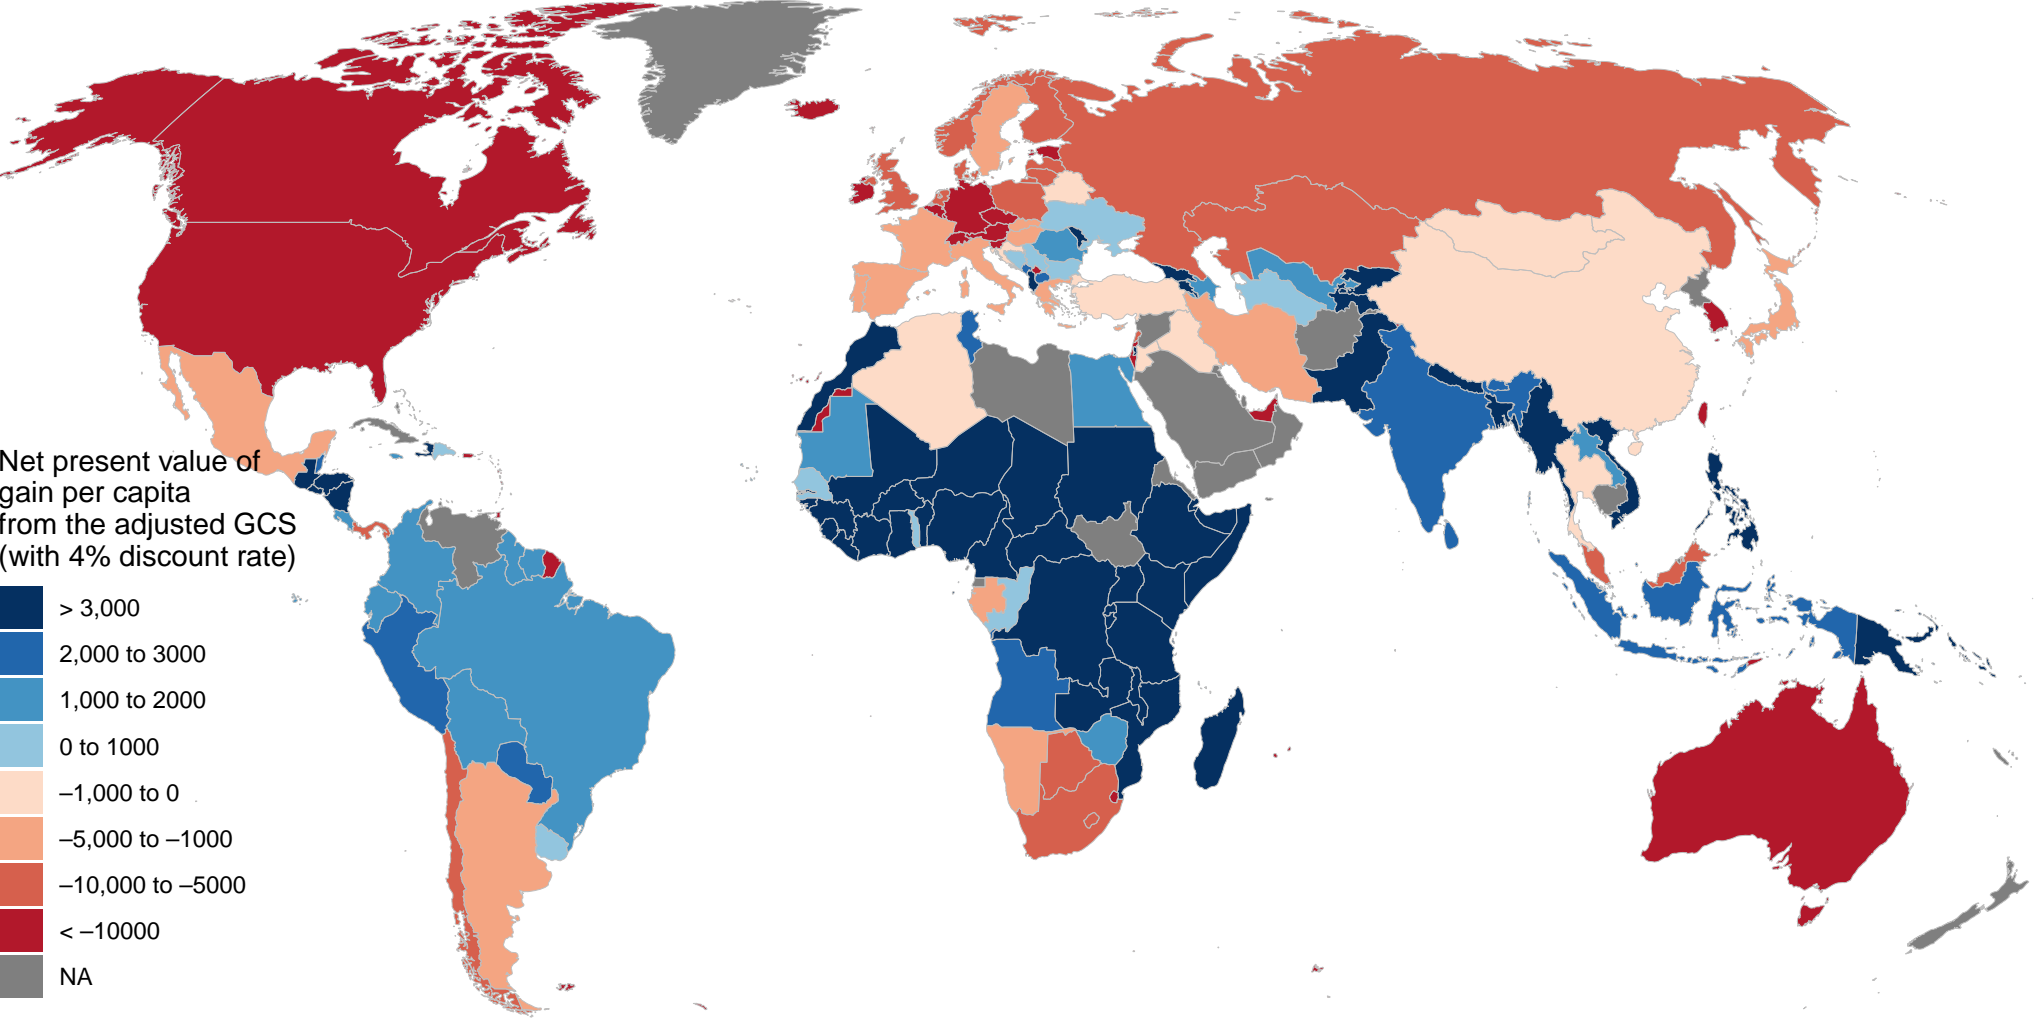 Net present value of
gain per capita
from the adjusted GCS
(with 4% discount rate)
> 3,000
2,000 to 3000
1,000 to 2000
0 to 1000
–1,000 to 0
–5,000 to –1000
–10,000 to –5000
< –10000
NA